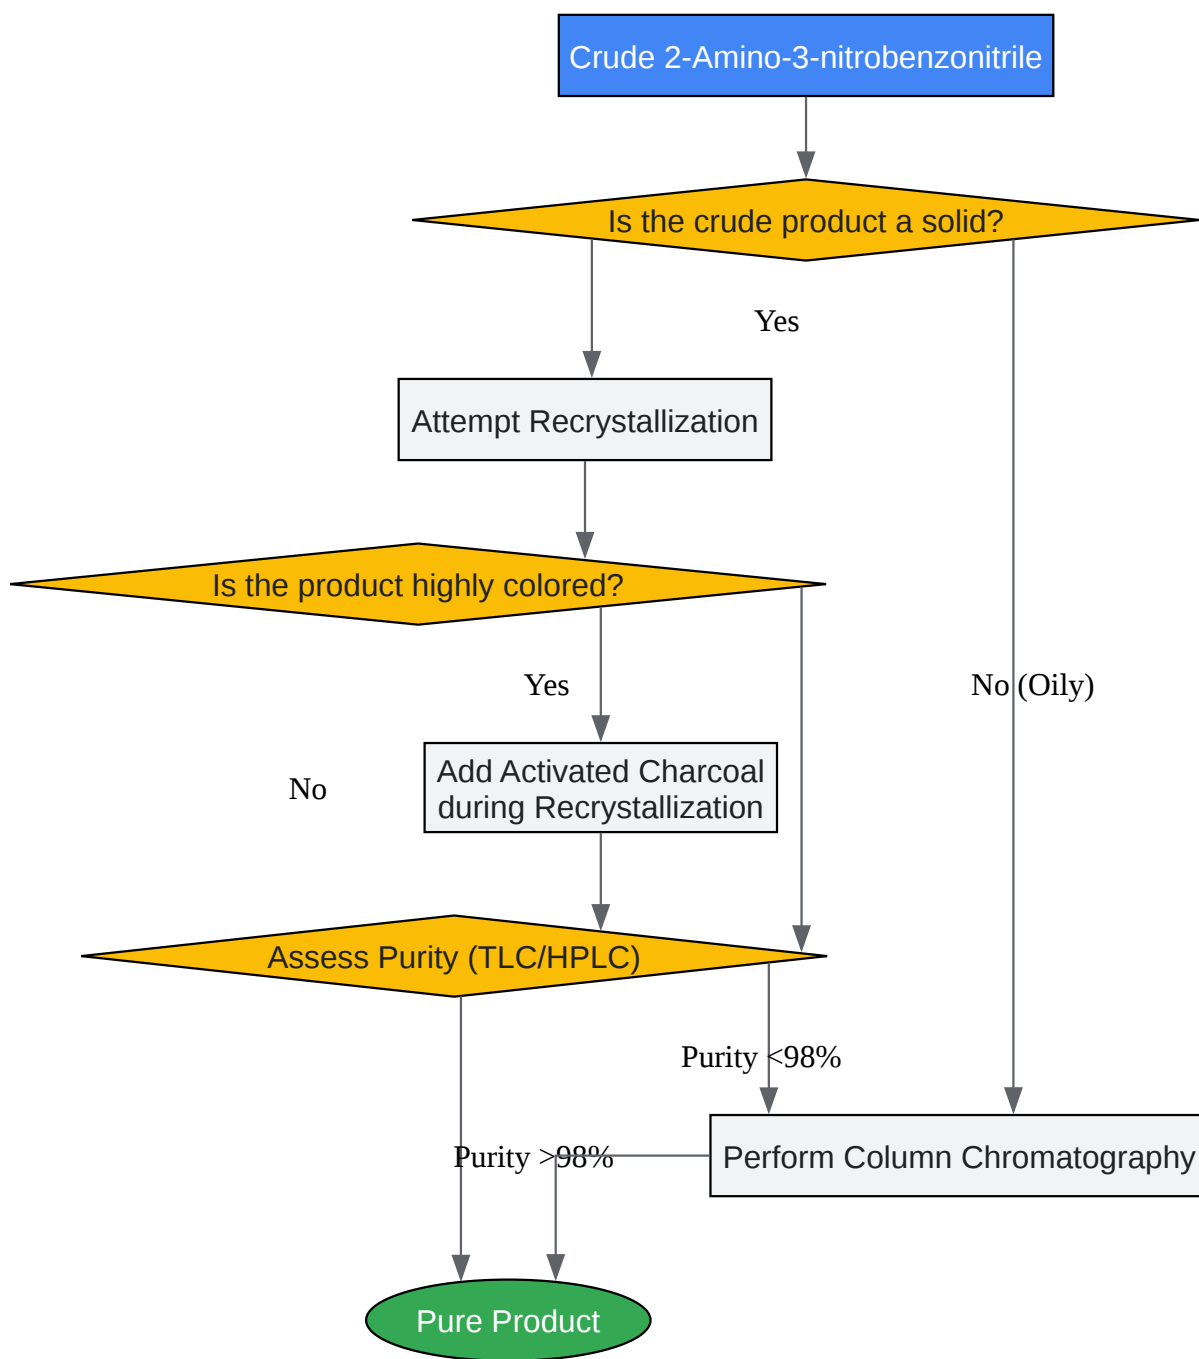 Crude 2-Amino-3-nitrobenzonitrile
Is the crude product a solid?
Yes
Attempt Recrystallization
Is the product highly colored?
Yes
No (Oily)
Add Activated Charcoal
during Recrystallization
No
Assess Purity (TLC/HPLC)
Purity <98%
Purity >98%
Perform Column Chromatography
Pure Product